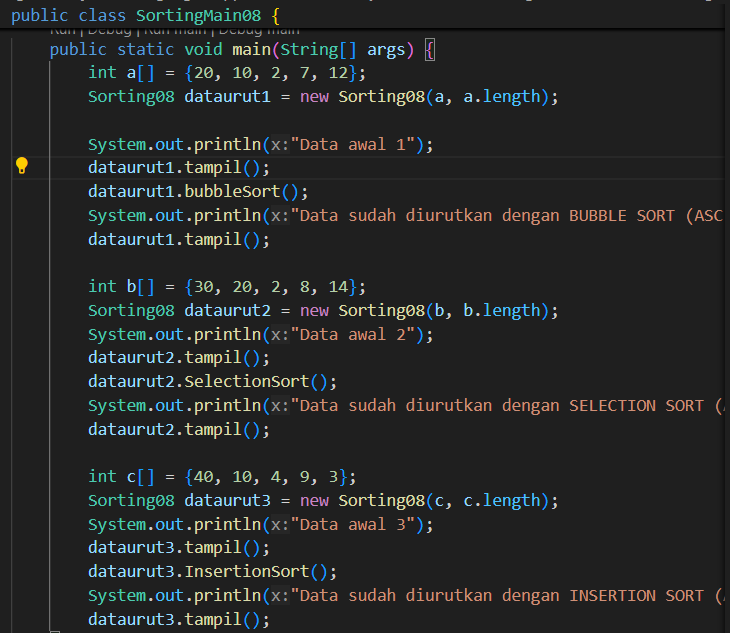 public class SortingMain08 {
Run | Debug | Run main | Debug main
public static void main(String[] args) {
int a[] = {20, 10, 2, 7, 12};
Sorting08 dataurut1 = new Sorting08(a, a.length);
System.out.println(x:"Data awal 1");
dataurut1.tampil();
dataurut1.bubbleSort();
System.out.println(x:"Data sudah diurutkan dengan BUBBLE SORT (ASC
dataurut1.tampil();
int b[] = {30, 20, 2, 8, 14};
Sorting08 dataurut2 = new Sorting08(b, b.length);
System.out.println(x:"Data awal 2");
dataurut2.tampil();
dataurut2.SelectionSort();
System.out.println(x:"Data sudah diurutkan dengan SELECTION SORT (
dataurut2.tampil();
int c[] = {40, 10, 4, 9, 3};
Sorting08 dataurut3 = new Sorting08(c, c.length);
System.out.println(x:"Data awal 3");
dataurut3.tampil();
dataurut3.InsertionSort();
System.out.println(x:"Data sudah diurutkan dengan INSERTION SORT (
dataurut3.tampil();